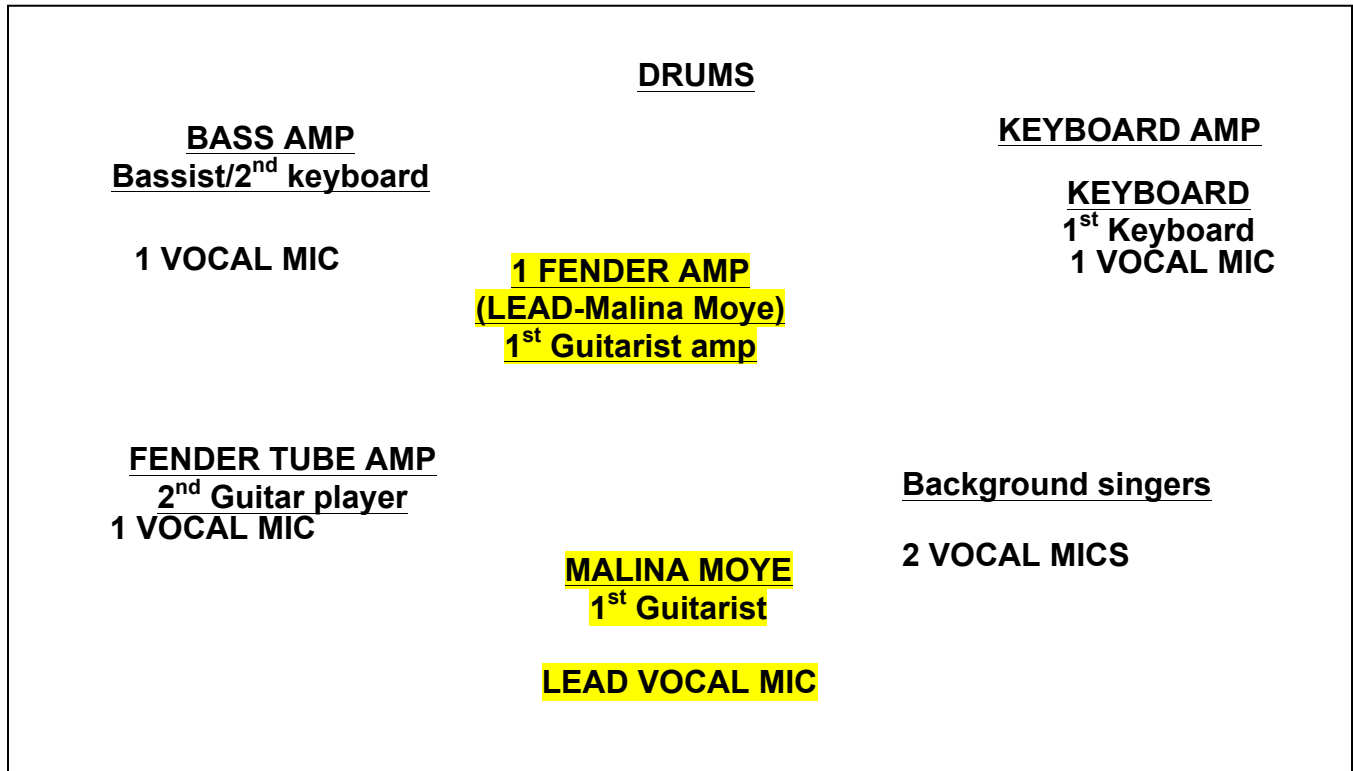 DRUMS
BASS AMP
Bassist/2nd keyboard
1 VOCAL MIC
KEYBOARD AMP
KEYBOARD
1st Keyboard
1 VOCAL MIC
1 FENDER AMP
(LEAD-Malina Moye)
1st Guitarist amp
FENDER TUBE AMP
2nd Guitar player
1 VOCAL MIC
Background singers
2 VOCAL MICS
MALINA MOYE
1st Guitarist
LEAD VOCAL MIC